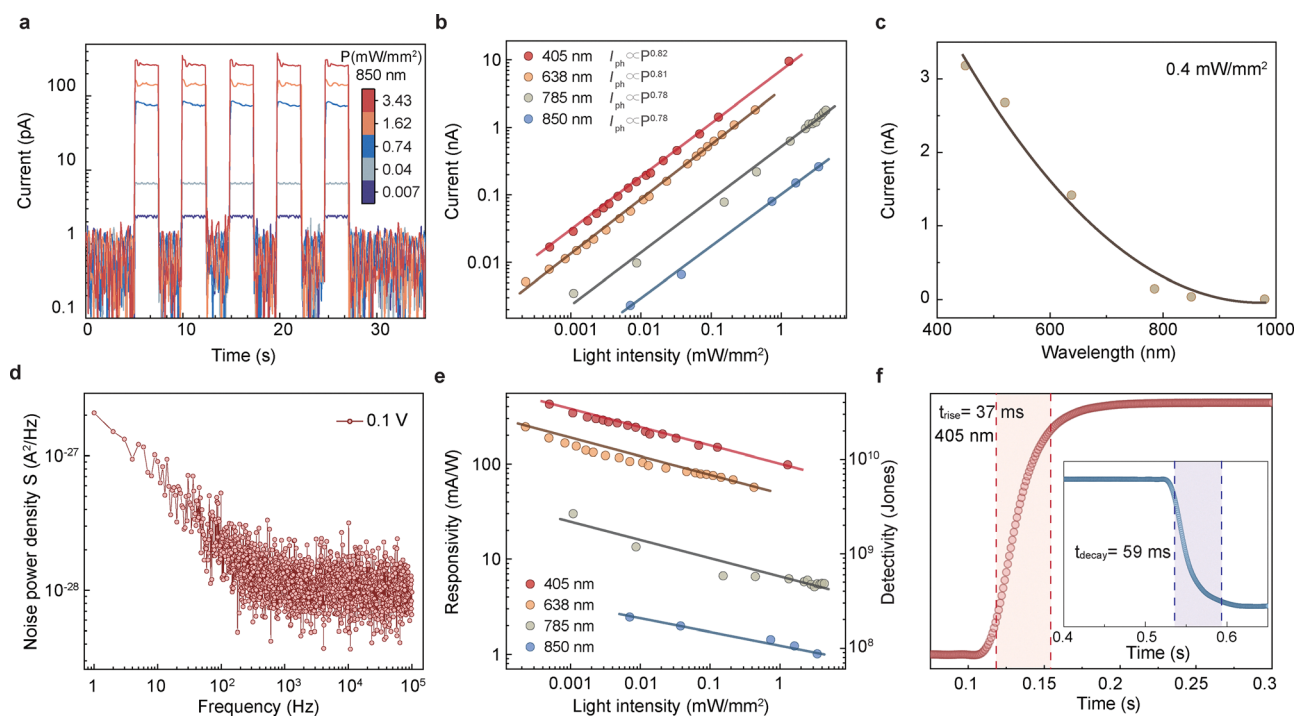 a
P(mW/mm²)
850 nm
3.43
1.62
0.74
0.04
0.007
100
10
1
0.1
Current (pA)
0 10 20 30
Time (s)
b
405 nm Iph∝P^0.82
638 nm Iph∝P^0.81
785 nm Iph∝P^0.78
850 nm Iph∝P^0.78
10
1
0.1
0.01
Current (nA)
0.001 0.01 0.1 1
Light intensity (mW/mm²)
c
0.4 mW/mm²
3
2
1
0
Current (nA)
400 600 800 1000
Wavelength (nm)
d
0.1 V
10⁻²⁷
10⁻²⁸
Noise power density S (A²/Hz)
1 10 10² 10³ 10⁴ 10⁵
Frequency (Hz)
e
100
10
1
Responsivity (mA/W)
405 nm
638 nm
785 nm
850 nm
10¹⁰
10⁹
10⁸
Detectivity (Jones)
0.001 0.01 0.1 1
Light intensity (mW/mm²)
f
trise= 37 ms
405 nm
tdecay= 59 ms
0.4 0.5 0.6
Time (s)
0.1 0.15 0.2 0.25 0.3
Time (s)